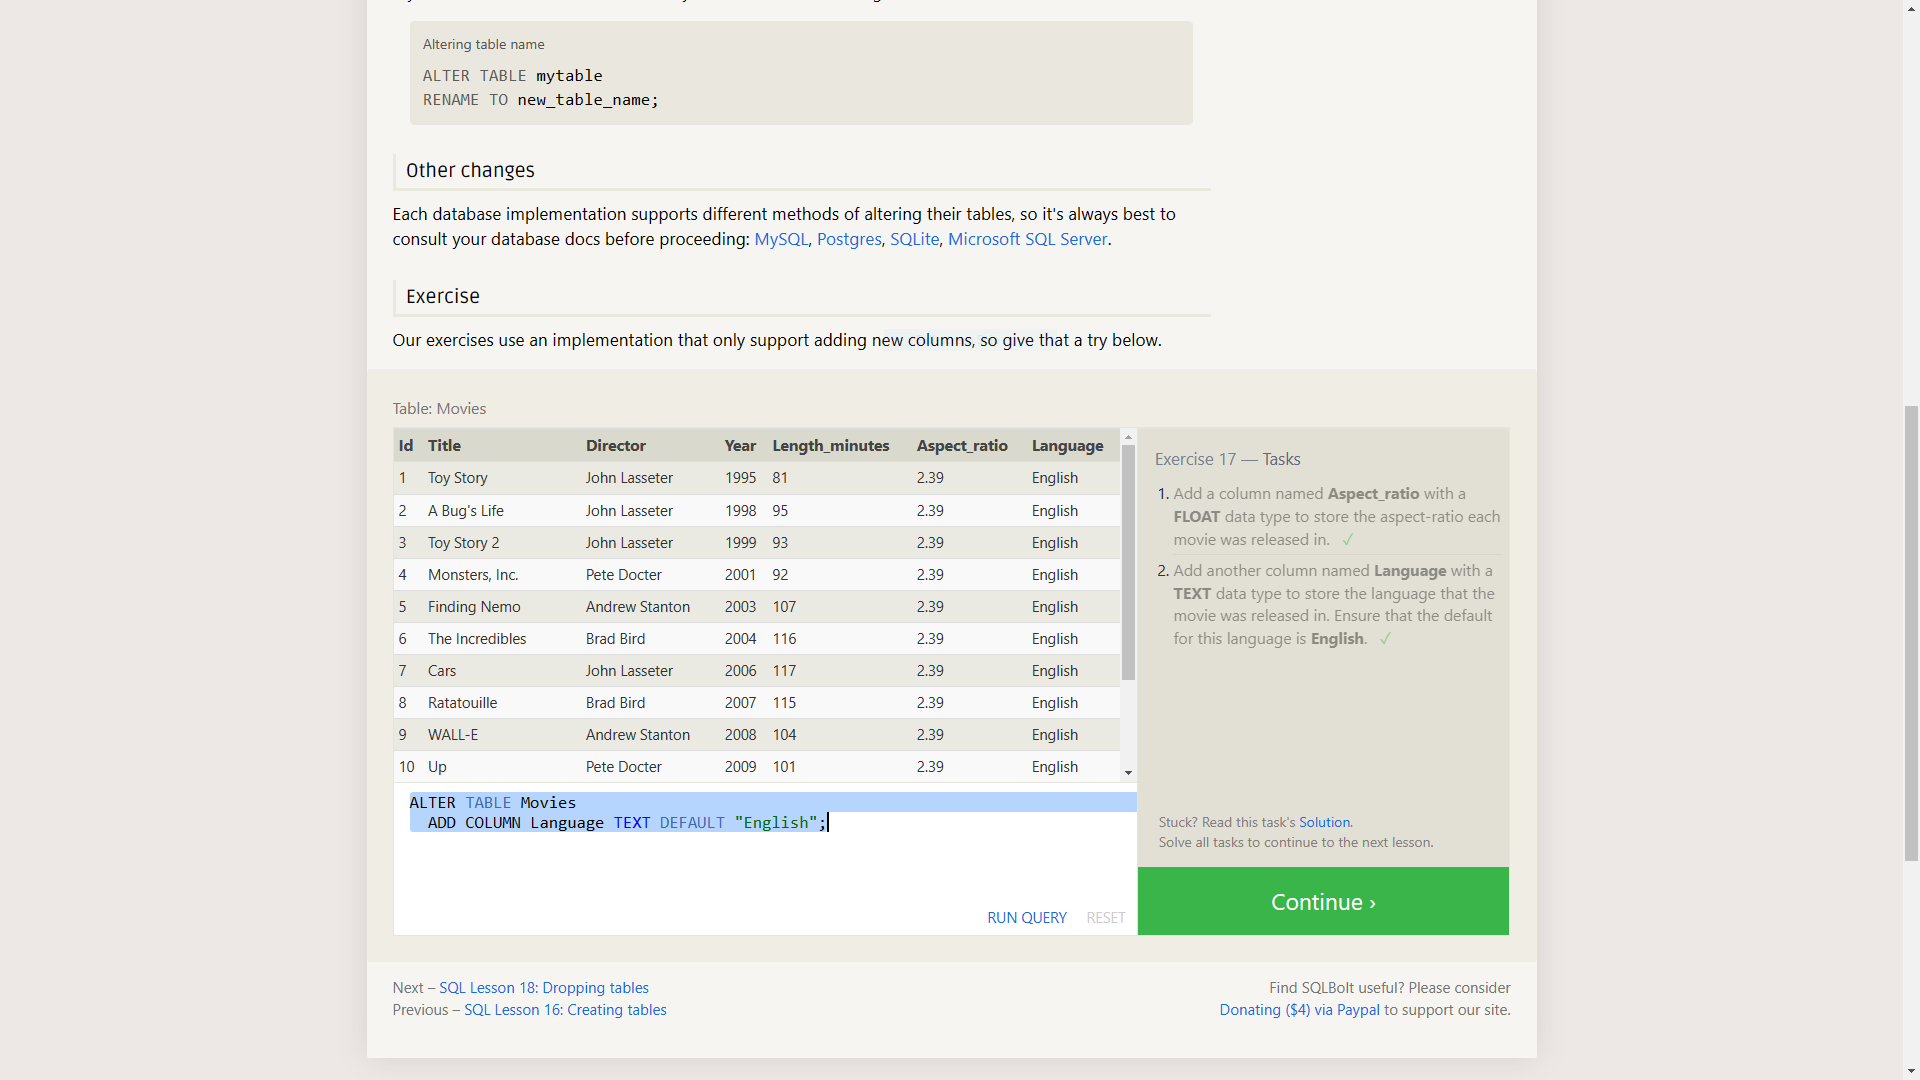 Altering table name
ALTER TABLE mytable
RENAME TO new_table_name;
Other changes
Each database implementation supports different methods of altering their tables, so it's always best to
consult your database docs before proceeding: MySQL, Postgres, SQLite, Microsoft SQL Server.
Exercise
Our exercises use an implementation that only support adding new columns, so give that a try below.
Table: Movies
Id Title Director Year Length_minutes Aspect_ratio Language
1 Toy Story John Lasseter 1995 81 2.39 English
2 A Bug's Life John Lasseter 1998 95 2.39 English
3 Toy Story 2 John Lasseter 1999 93 2.39 English
4 Monsters, Inc. Pete Docter 2001 92 2.39 English
5 Finding Nemo Andrew Stanton 2003 107 2.39 English
6 The Incredibles Brad Bird 2004 116 2.39 English
7 Cars John Lasseter 2006 117 2.39 English
8 Ratatouille Brad Bird 2007 115 2.39 English
9 WALL-E Andrew Stanton 2008 104 2.39 English
10 Up Pete Docter 2009 101 2.39 English
ALTER TABLE Movies
ADD COLUMN Language TEXT DEFAULT "English";
RUN QUERY RESET
Exercise 17 — Tasks
1. Add a column named Aspect_ratio with a
FLOAT data type to store the aspect-ratio each
movie was released in. ✓
2. Add another column named Language with a
TEXT data type to store the language that the
movie was released in. Ensure that the default
for this language is English. ✓
Stuck? Read this task's Solution.
Solve all tasks to continue to the next lesson.
Continue ›
Next – SQL Lesson 18: Dropping tables
Previous – SQL Lesson 16: Creating tables
Find SQLBolt useful? Please consider
Donating ($4) via Paypal to support our site.